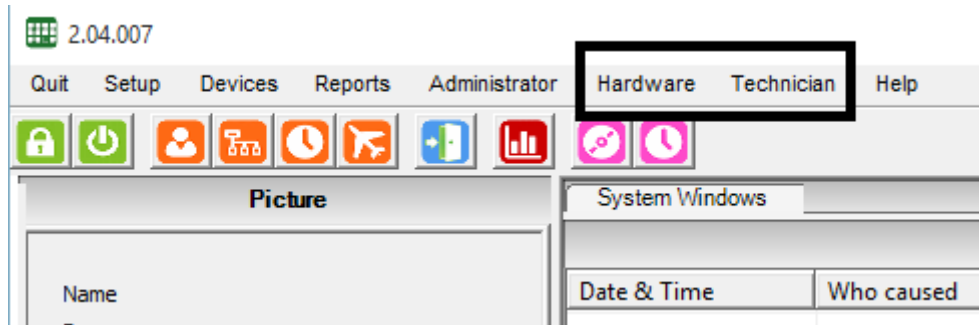 2.04.007
Quit Setup Devices Reports Administrator Hardware Technician Help
Picture
System Windows
Name
Date & Time Who caused